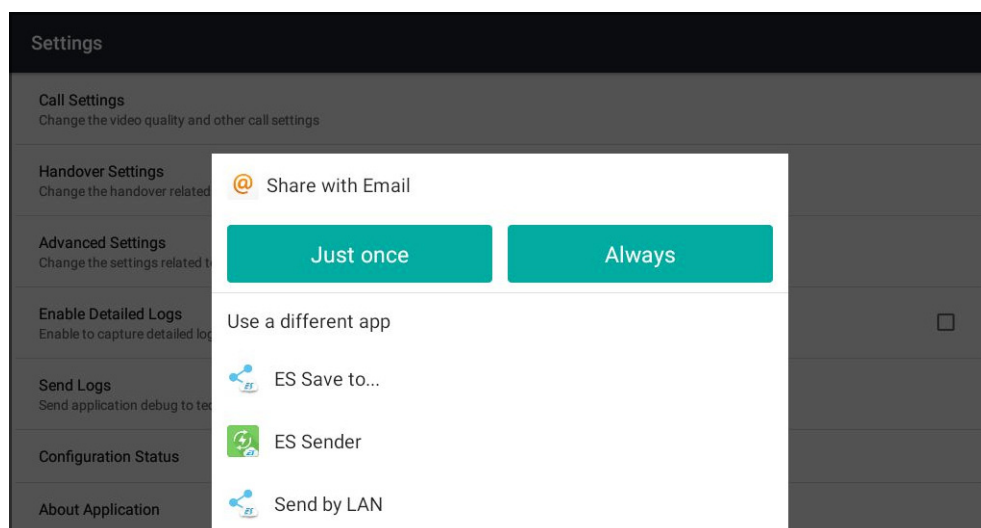 Settings
Call Settings
Change the video quality and other call settings
Handover Settings
Change the handover related
Advanced Settings
Change the settings related
Enable Detailed Logs
Enable to capture detailed
Send Logs
Send application debug to
Configuration Status
About Application
@ Share with Email
Just once
Always
Use a different app
ES
ES Save to...
ES
ES Sender
ES
Send by LAN